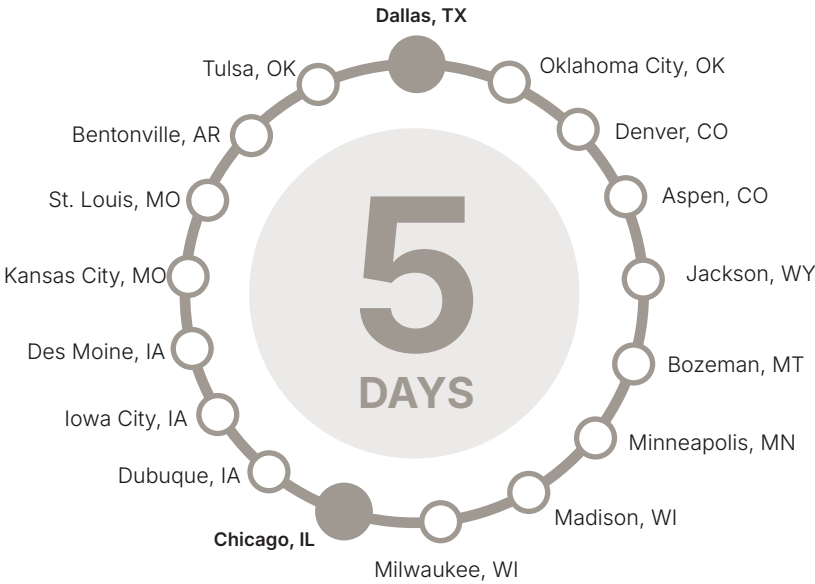 Dallas, TX
Tulsa, OK
Oklahoma City, OK
Bentonville, AR
Denver, CO
St. Louis, MO
Aspen, CO
5
Kansas City, MO
Jackson, WY
Des Moine, IA
Bozeman, MT
DAYS
Iowa City, IA
Minneapolis, MN
Dubuque, IA
Madison, WI
Chicago, IL
Milwaukee, WI